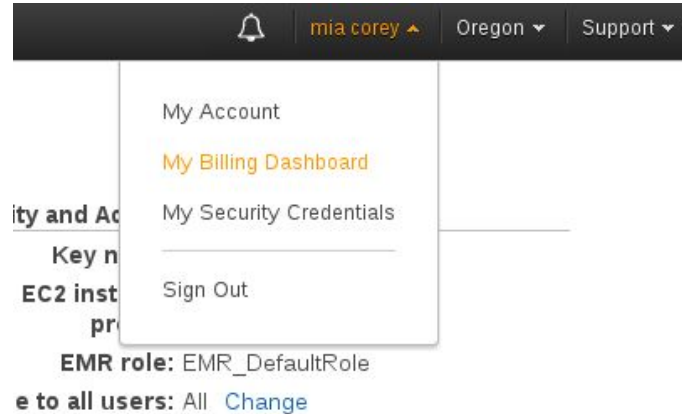 mia corey Oregon Support
My Account
My Billing Dashboard
ity and Ac
My Security Credentials
Key n
EC2 inst
Sign Out
pr
EMR role: EMR_DefaultRole
e to all users: All Change